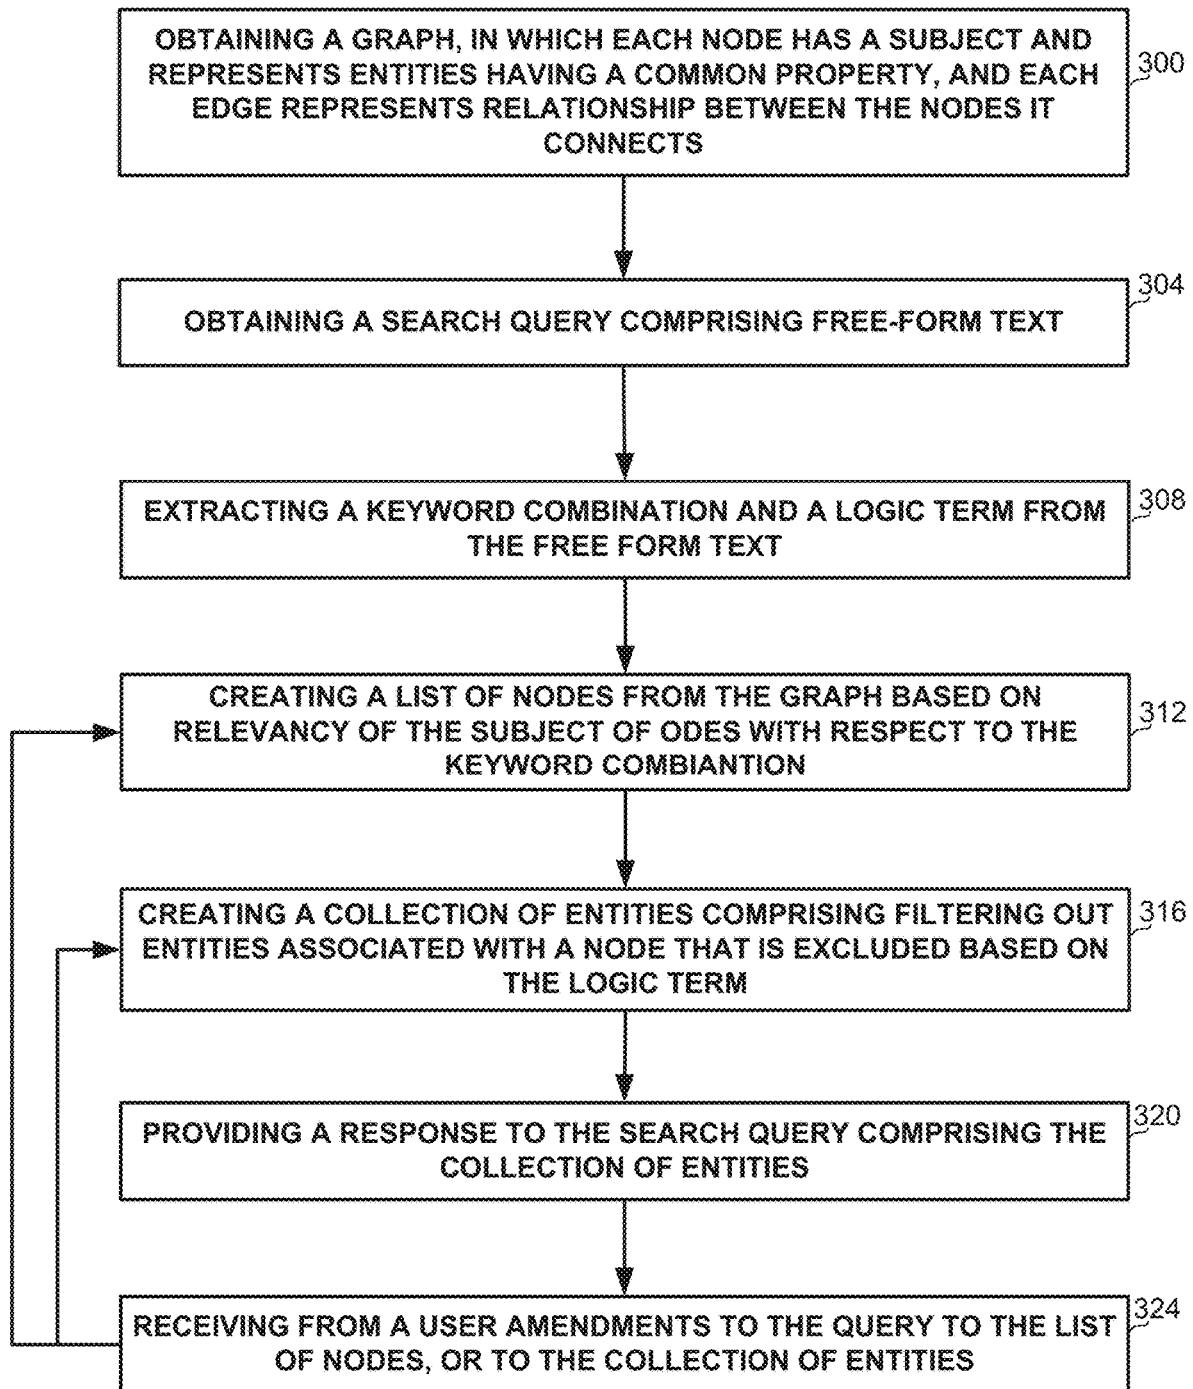 OBTAINING A GRAPH, IN WHICH EACH NODE HAS A SUBJECT AND
REPRESENTS ENTITIES HAVING A COMMON PROPERTY, AND EACH
EDGE REPRESENTS RELATIONSHIP BETWEEN THE NODES IT
CONNECTS
300
OBTAINING A SEARCH QUERY COMPRISING FREE-FORM TEXT
304
EXTRACTING A KEYWORD COMBINATION AND A LOGIC TERM FROM
THE FREE FORM TEXT
308
CREATING A LIST OF NODES FROM THE GRAPH BASED ON
RELEVANCY OF THE SUBJECT OF ODES WITH RESPECT TO THE
KEYWORD COMBIANTION
312
CREATING A COLLECTION OF ENTITIES COMPRISING FILTERING OUT
ENTITIES ASSOCIATED WITH A NODE THAT IS EXCLUDED BASED ON
THE LOGIC TERM
316
PROVIDING A RESPONSE TO THE SEARCH QUERY COMPRISING THE
COLLECTION OF ENTITIES
320
RECEIVING FROM A USER AMENDMENTS TO THE QUERY TO THE LIST
OF NODES, OR TO THE COLLECTION OF ENTITIES
324